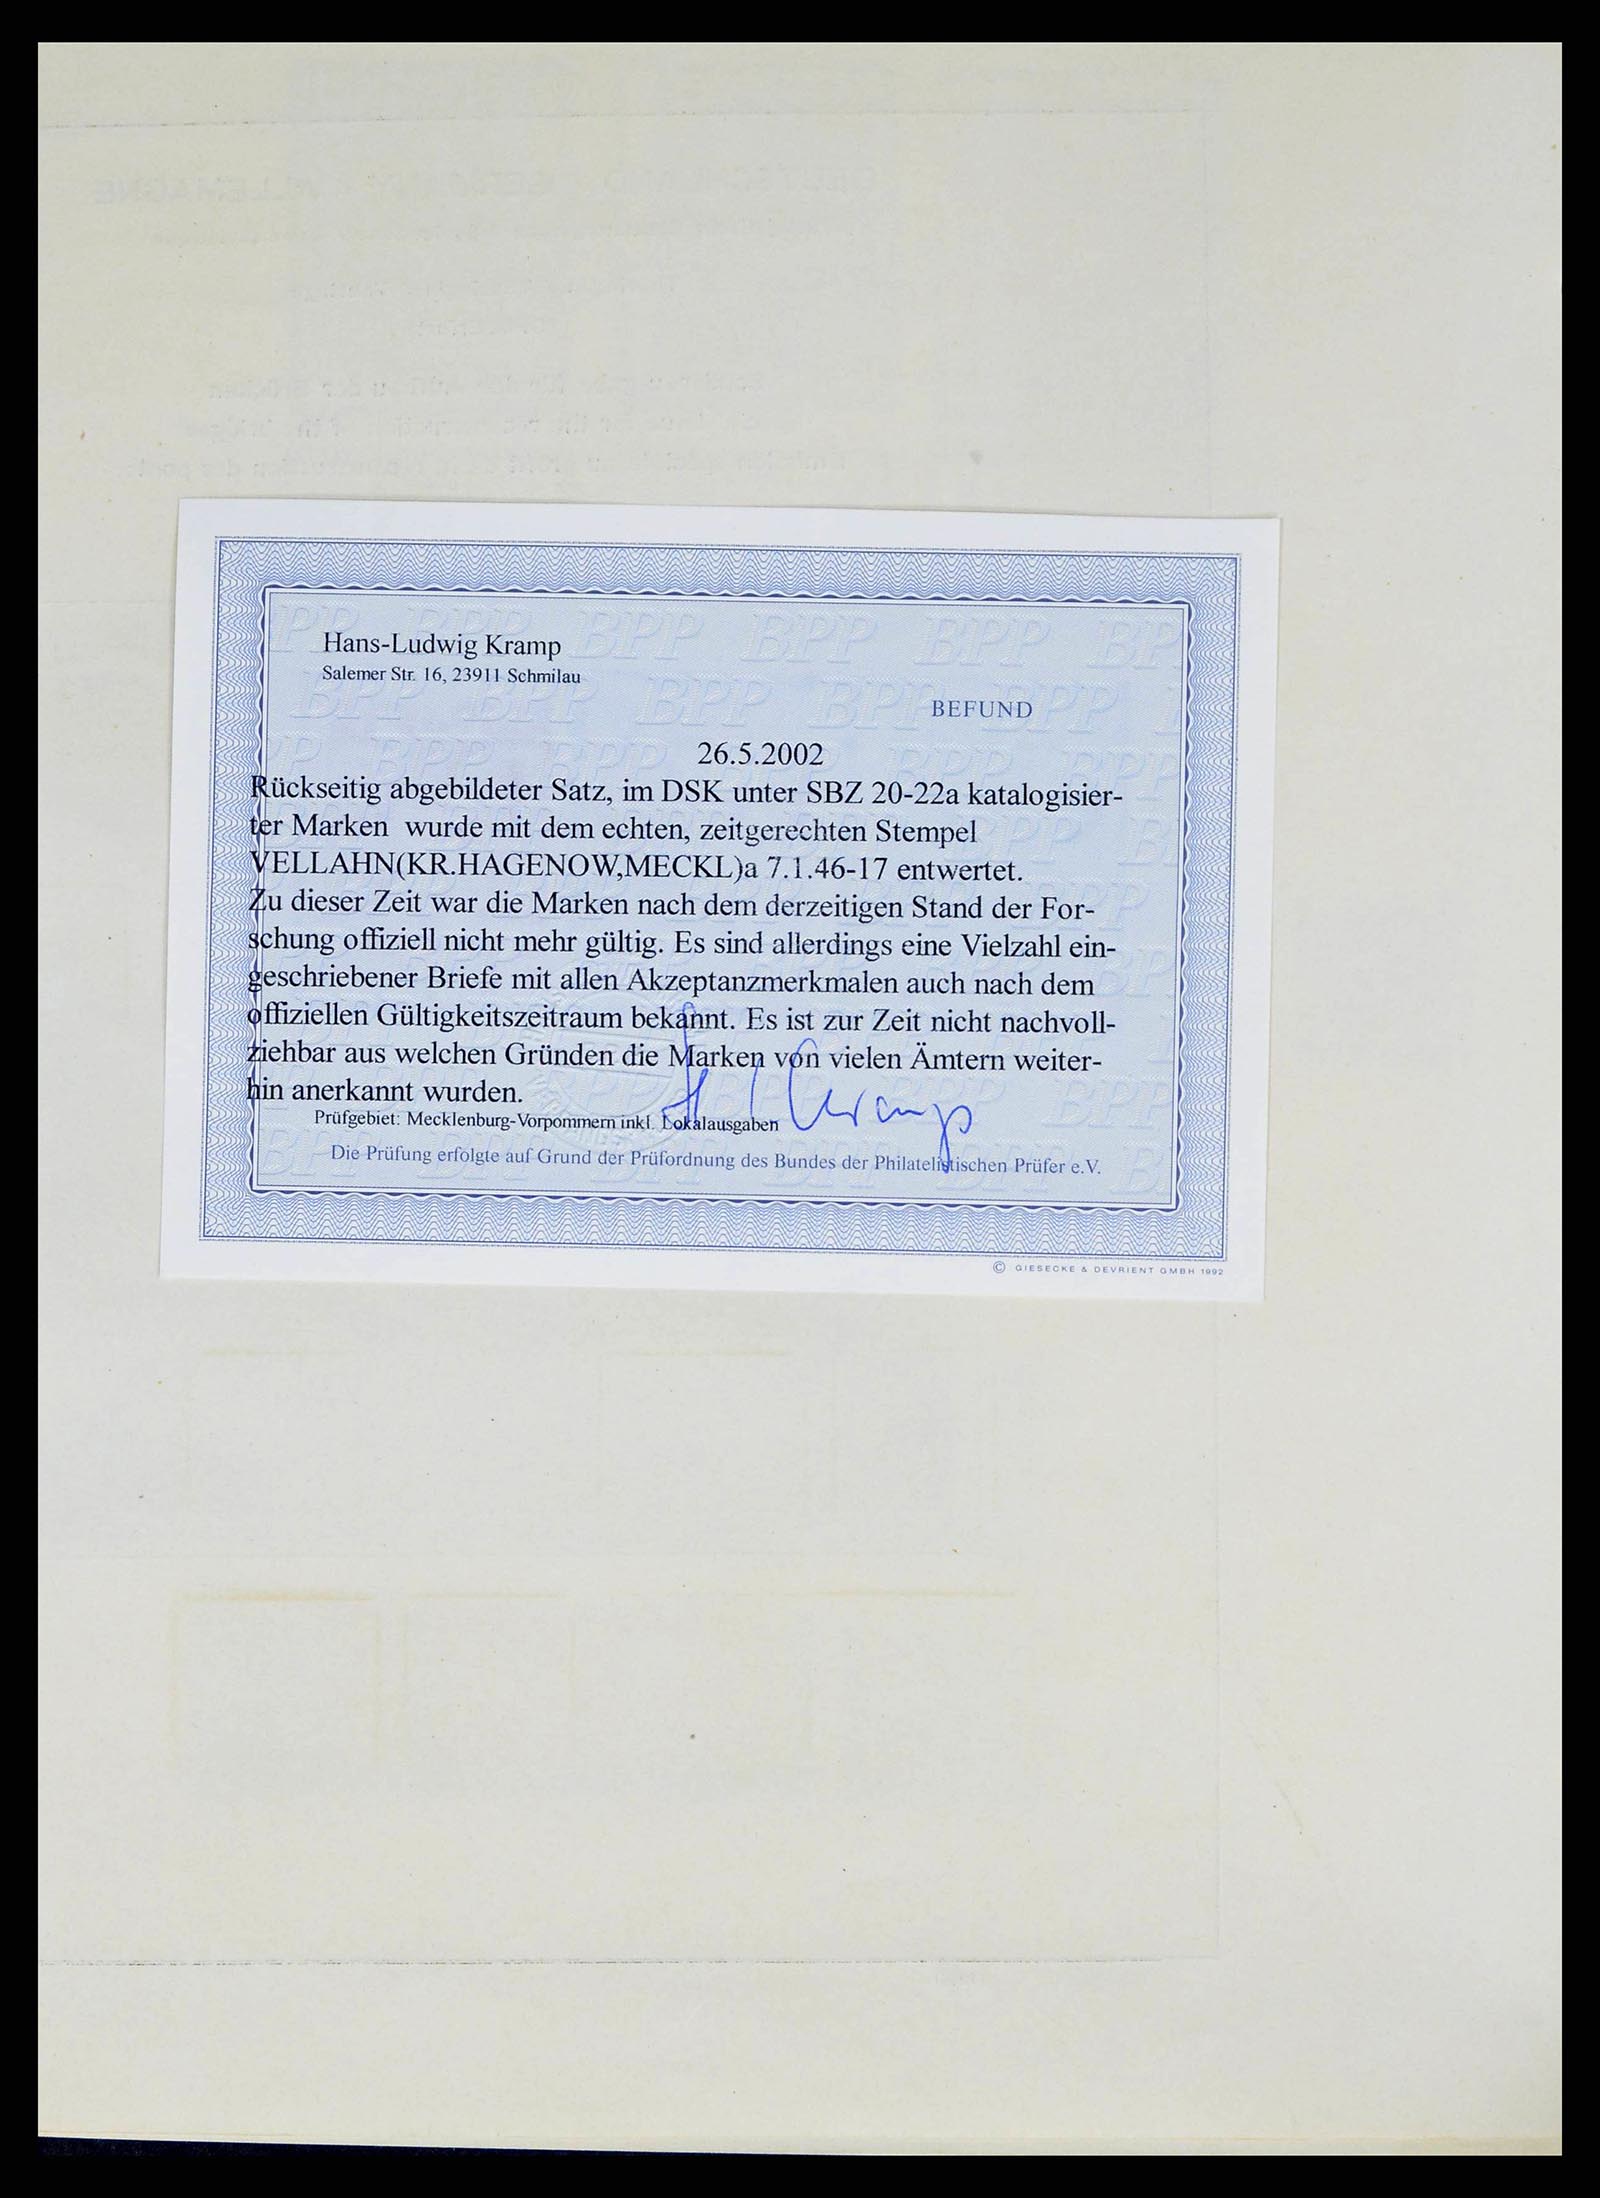 Hans-Ludwig Kramp
Salemer Str. 16, 23911 Schmilau
BEFUND
26.5.2002
Rückseitig abgebildeter Satz, im DSK unter SBZ 20-22a katalogisier-
ter Marken wurde mit dem echten, zeitgerechten Stempel
VELLAHN(KR.HAGENOW,MECKL)a 7.1.46-17 entwertet.
Zu dieser Zeit war die Marken nach dem derzeitigen Stand der For-
schung offiziell nicht mehr gültig. Es sind allerdings eine Vielzahl ein-
geschriebener Briefe mit allen Akzeptanzmerkmalen auch nach dem
offiziellen Gültigkeitszeitraum bekannt. Es ist zur Zeit nicht nachvoll-
ziehbar aus welchen Gründen die Marken von vielen Ämtern weiter-
hin anerkannt wurden.
Prüfgebiet: Mecklenburg-Vorpommern inkl. Lokalausgaben
H L Kramp
Die Prüfung erfolgte auf Grund der Prüfordnung des Bundes der Philatelistischen Prüfer e.V.
© GIESECKE & DEVRIENT GMBH 1992